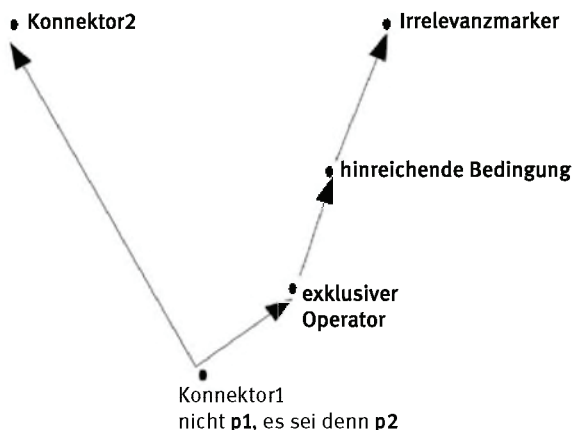 Konnektor2
Irrelevanzmarker
hinreichende Bedingung
exklusiver
Operator
Konnektor1
nicht p1, es sei denn p2